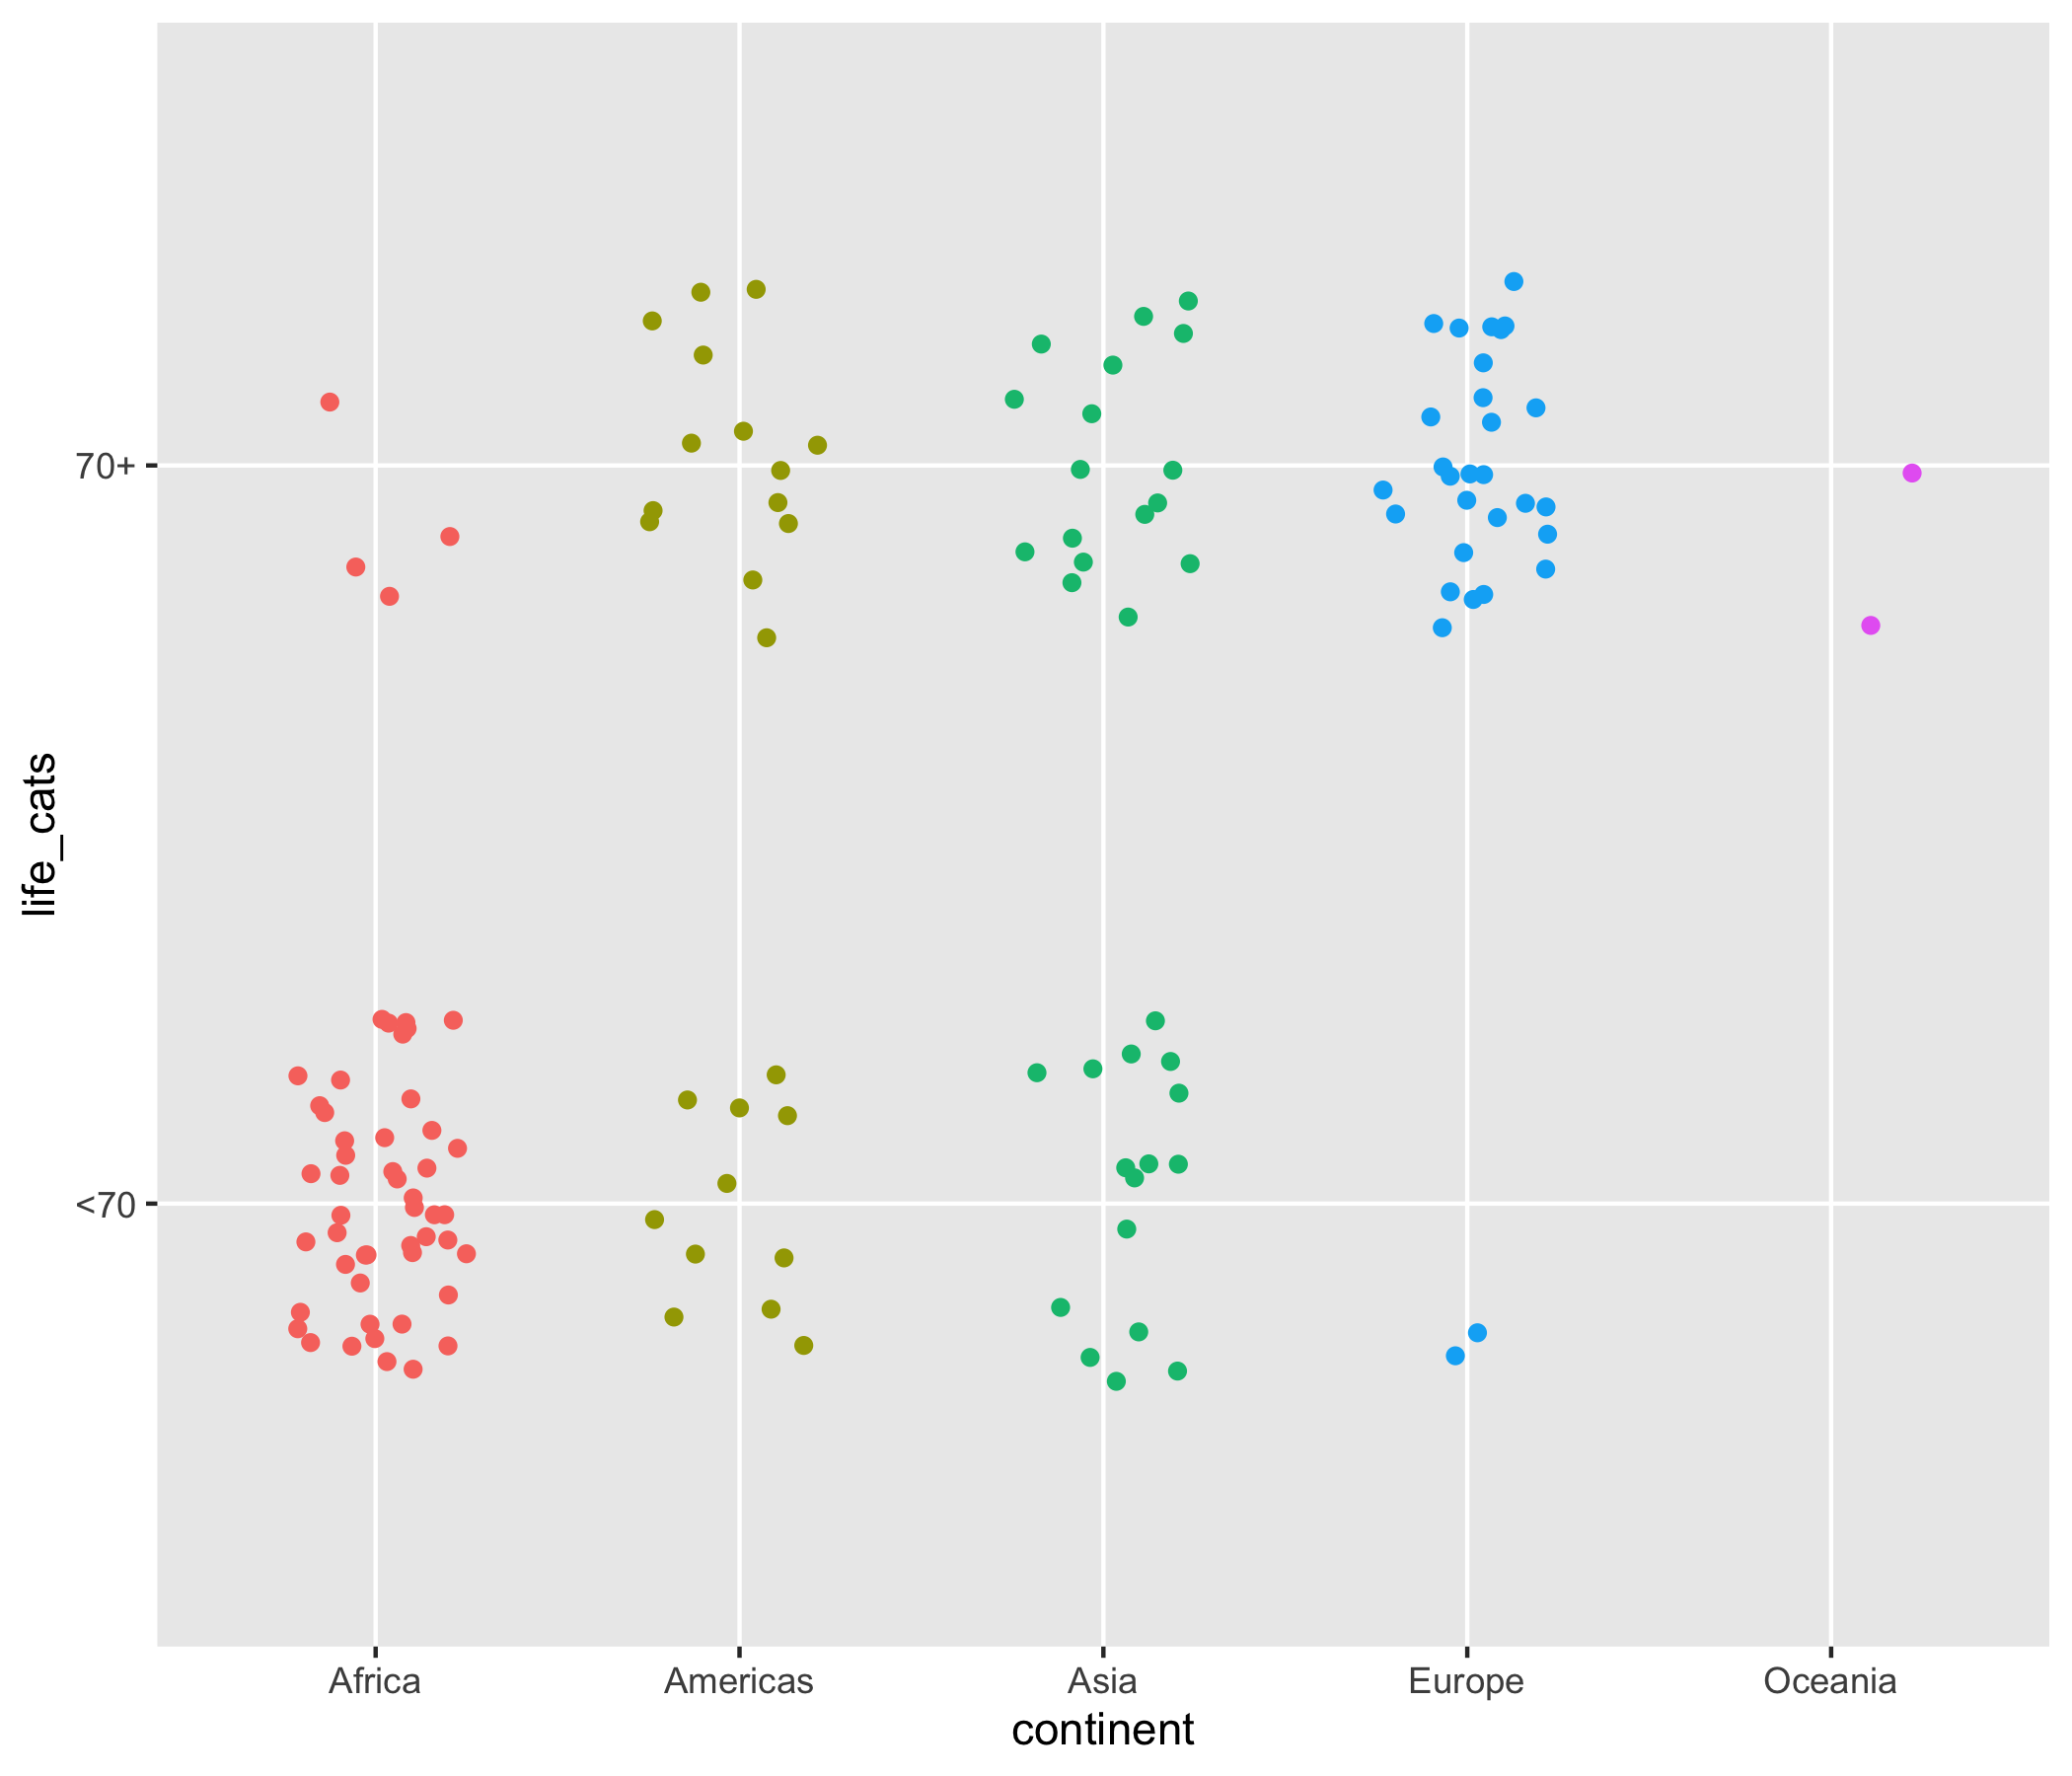 life_cats
70+
<70
Africa
Americas
Asia
Europe
Oceania
continent